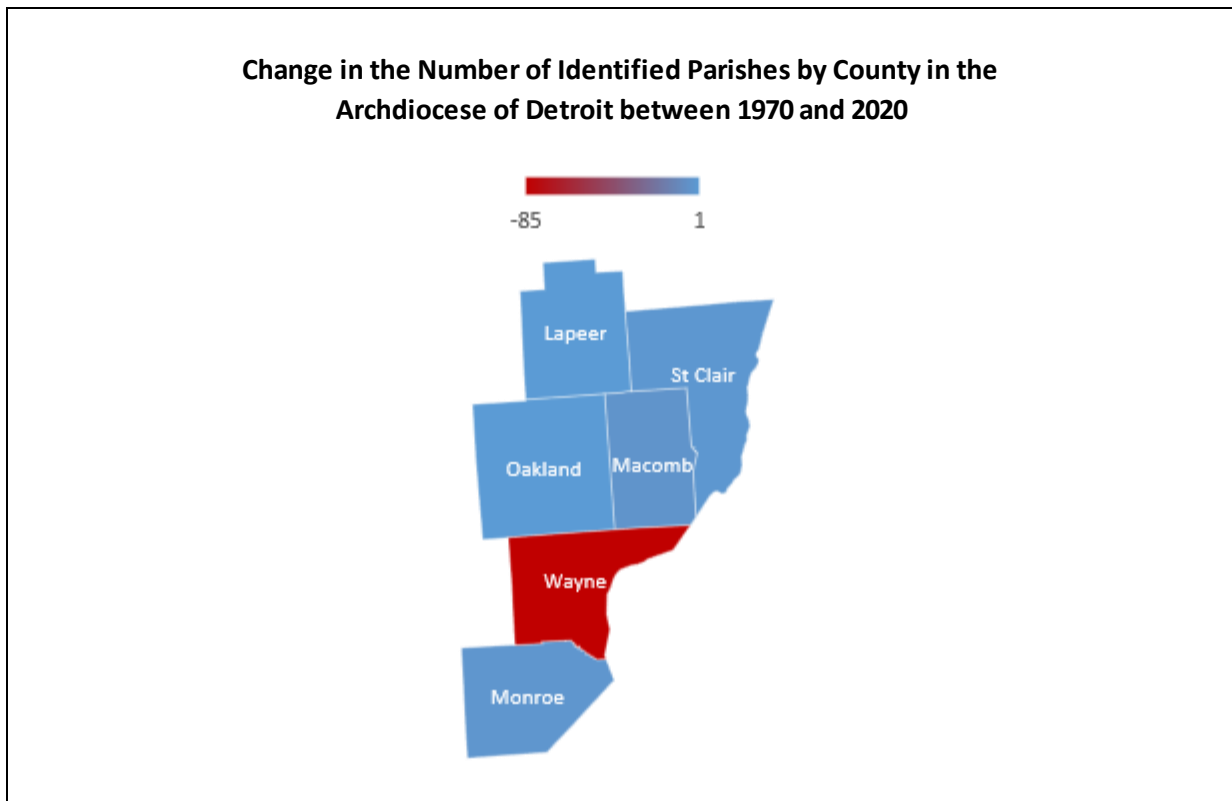 Change in the Number of Identified Parishes by County in the
Archdiocese of Detroit between 1970 and 2020
-85 1
Lapeer
St Clair
Oakland
Macomb
Wayne
Monroe